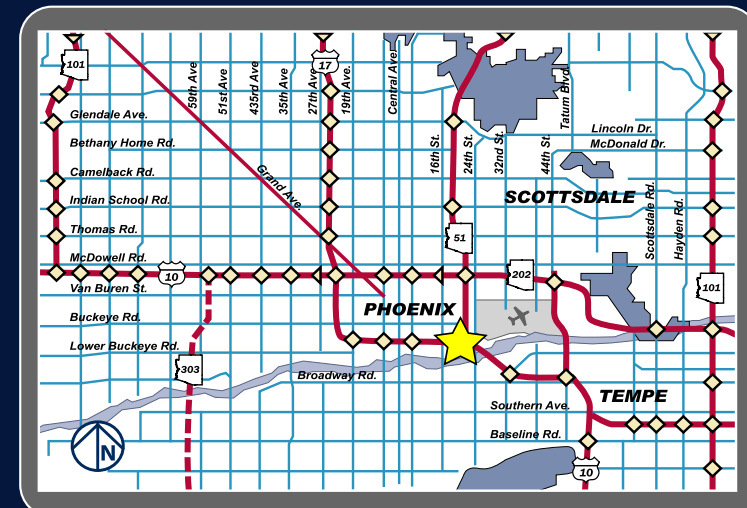 101
17
59th Ave
51st Ave
435rd Ave
35th Ave
27th Ave
19th Ave.
Central Ave.
16th St.
24th St.
32nd St.
44th St.
Tatum Blvd.
Glendale Ave.
Bethany Home Rd.
Camelback Rd.
Indian School Rd.
Thomas Rd.
McDowell Rd.
Van Buren St.
Buckeye Rd.
Lower Buckeye Rd.
Grand Ave.
Lincoln Dr.
McDonald Dr.
SCOTTSDALE
Scottsdale Rd.
Hayden Rd.
51
10
202
101
PHOENIX
303
Broadway Rd.
TEMPE
Southern Ave.
Baseline Rd.
10
N